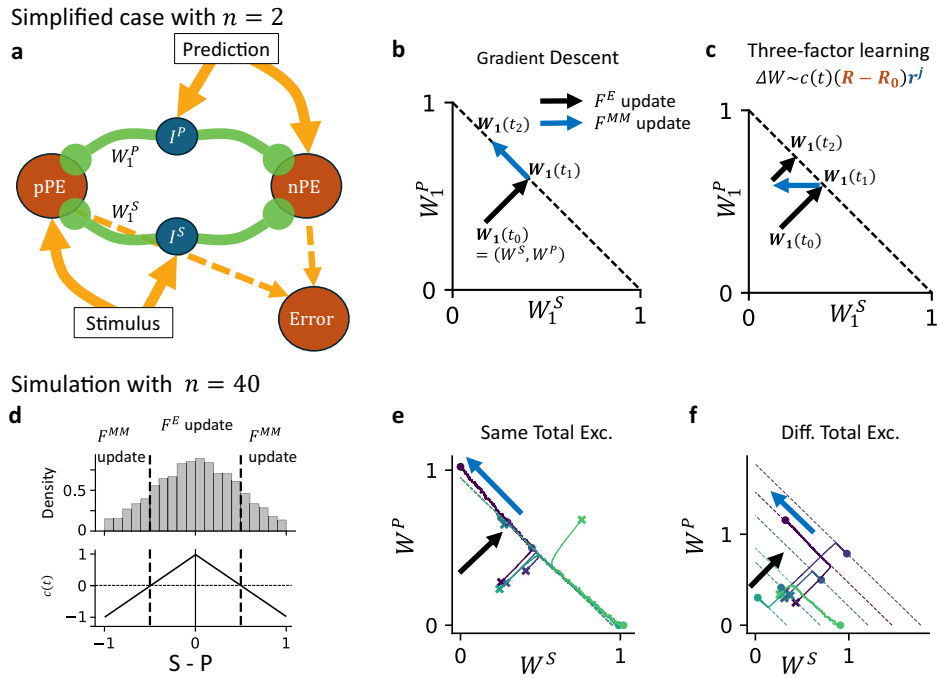 Simplified case with n = 2
a
Prediction
I^P
W_1^P
pPE
nPE
W_1^S
I^S
Stimulus
Error
b
Gradient Descent
F^E update
F^MM update
1
W_1(t_2)
W_1(t_1)
W_1^P
W_1(t_0)
= (W^S, W^P)
0
0
W_1^S
1
c
Three-factor learning
ΔW~c(t)(R − R_0)r^j
1
W_1(t_2)
W_1(t_1)
W_1^P
W_1(t_0)
0
0
W_1^S
1
Simulation with n = 40
d
F^MM
update
F^E update
F^MM
update
Density
0.5
0
c(t)
1
0
−1
−1
0
1
S - P
e
Same Total Exc.
1
W^P
0
0
W^S
1
f
Diff. Total Exc.
1
W^P
0
0
W^S
1